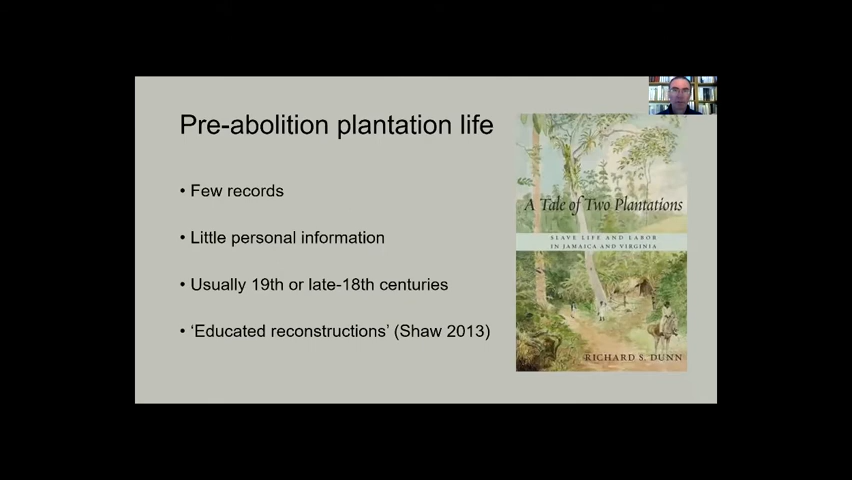 Pre-abolition plantation life
• Few records
• Little personal information
• Usually 19th or late-18th centuries
• ‘Educated reconstructions’ (Shaw 2013)
A Tale of Two Plantations
SLAVE LIFE AND LABOR
IN JAMAICA AND VIRGINIA
RICHARD S. DUNN